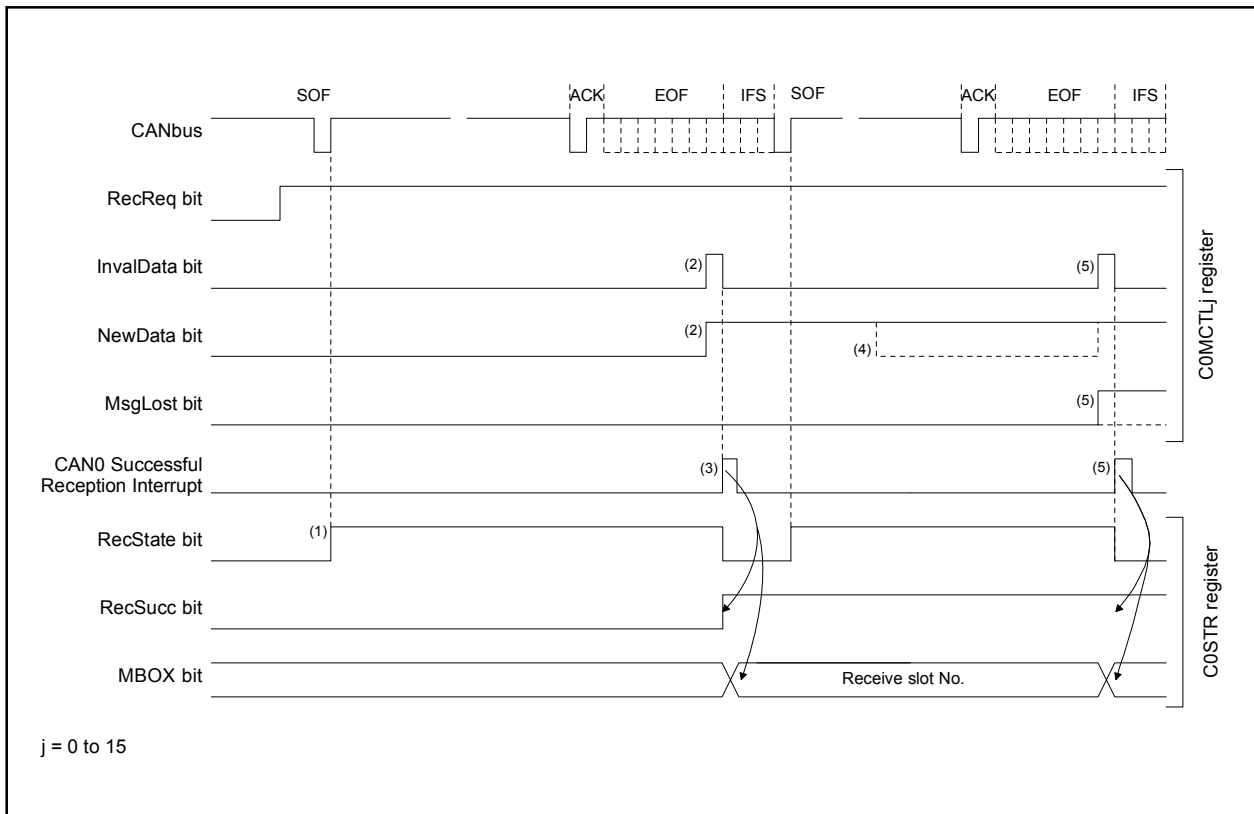 SOF
ACK
EOF
IFS
SOF
ACK
EOF
IFS
CANbus
RecReq bit
InvalData bit
(2)
(5)
NewData bit
(2)
(4)
MsgLost bit
(5)
C0MCTLj register
CAN0 Successful
Reception Interrupt
(3)
(5)
RecState bit
(1)
RecSucc bit
MBOX bit
Receive slot No.
C0STR register
j = 0 to 15